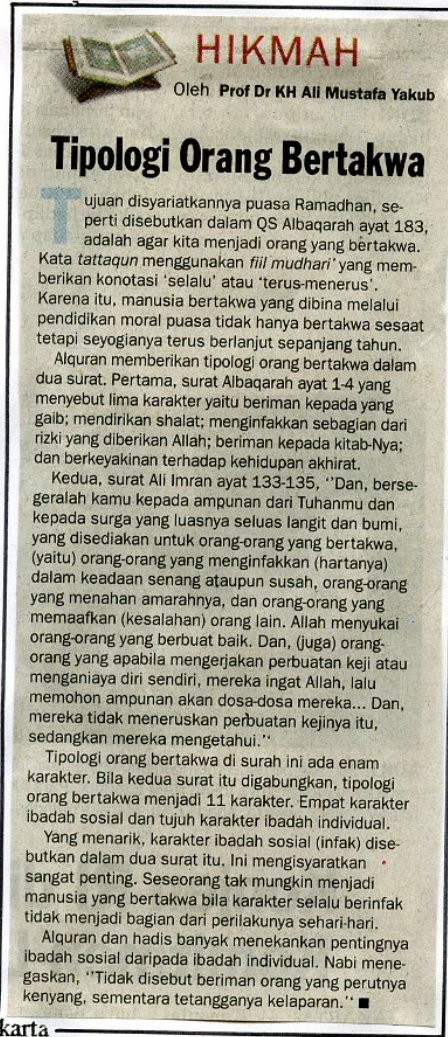 HIKMAH
Oleh Prof Dr KH Ali Mustafa Yakub
Tipologi Orang Bertakwa
Tujuan disyariatkannya puasa Ramadhan, se-
perti disebutkan dalam QS Albaqarah ayat 183,
adalah agar kita menjadi orang yang bertakwa.
Kata tattaqun menggunakan fiil mudhari' yang mem-
berikan konotasi 'selalu' atau 'terus-menerus'.
Karena itu, manusia bertakwa yang dibina melalui
pendidikan moral puasa tidak hanya bertakwa sesaat
tetapi seyogianya terus berlanjut sepanjang tahun.
Alquran memberikan tipologi orang bertakwa dalam
dua surat. Pertama, surat Albaqarah ayat 1-4 yang
menyebut lima karakter yaitu beriman kepada yang
gaib; mendirikan shalat; menginfakkan sebagian dari
rizki yang diberikan Allah; beriman kepada kitab-Nya;
dan berkeyakinan terhadap kehidupan akhirat.
Kedua, surat Ali Imran ayat 133-135, ''Dan, berse-
geralah kamu kepada ampunan dari Tuhanmu dan
kepada surga yang luasnya seluas langit dan bumi,
yang disediakan untuk orang-orang yang bertakwa,
(yaitu) orang-orang yang menginfakkan (hartanya)
dalam keadaan senang ataupun susah, orang-orang
yang menahan amarahnya, dan orang-orang yang
memaafkan (kesalahan) orang lain. Allah menyukai
orang-orang yang berbuat baik. Dan, (juga) orang-
orang yang apabila mengerjakan perbuatan keji atau
menganiaya diri sendiri, mereka ingat Allah, lalu
memohon ampunan akan dosa-dosa mereka... Dan,
mereka tidak meneruskan perbuatan kejinya itu,
sedangkan mereka mengetahui.''
Tipologi orang bertakwa di surah ini ada enam
karakter. Bila kedua surat itu digabungkan, tipologi
orang bertakwa menjadi 11 karakter. Empat karakter
ibadah sosial dan tujuh karakter ibadah individual.
Yang menarik, karakter ibadah sosial (infak) dise-
butkan dalam dua surat itu. Ini mengisyaratkan
sangat penting. Seseorang tak mungkin menjadi
manusia yang bertakwa bila karakter selalu berinfak
tidak menjadi bagian dari perilakunya sehari-hari.
Alquran dan hadis banyak menekankan pentingnya
ibadah sosial daripada ibadah individual. Nabi mene-
gaskan, ''Tidak disebut beriman orang yang perutnya
kenyang, sementara tetangganya kelaparan.'' ■
karta